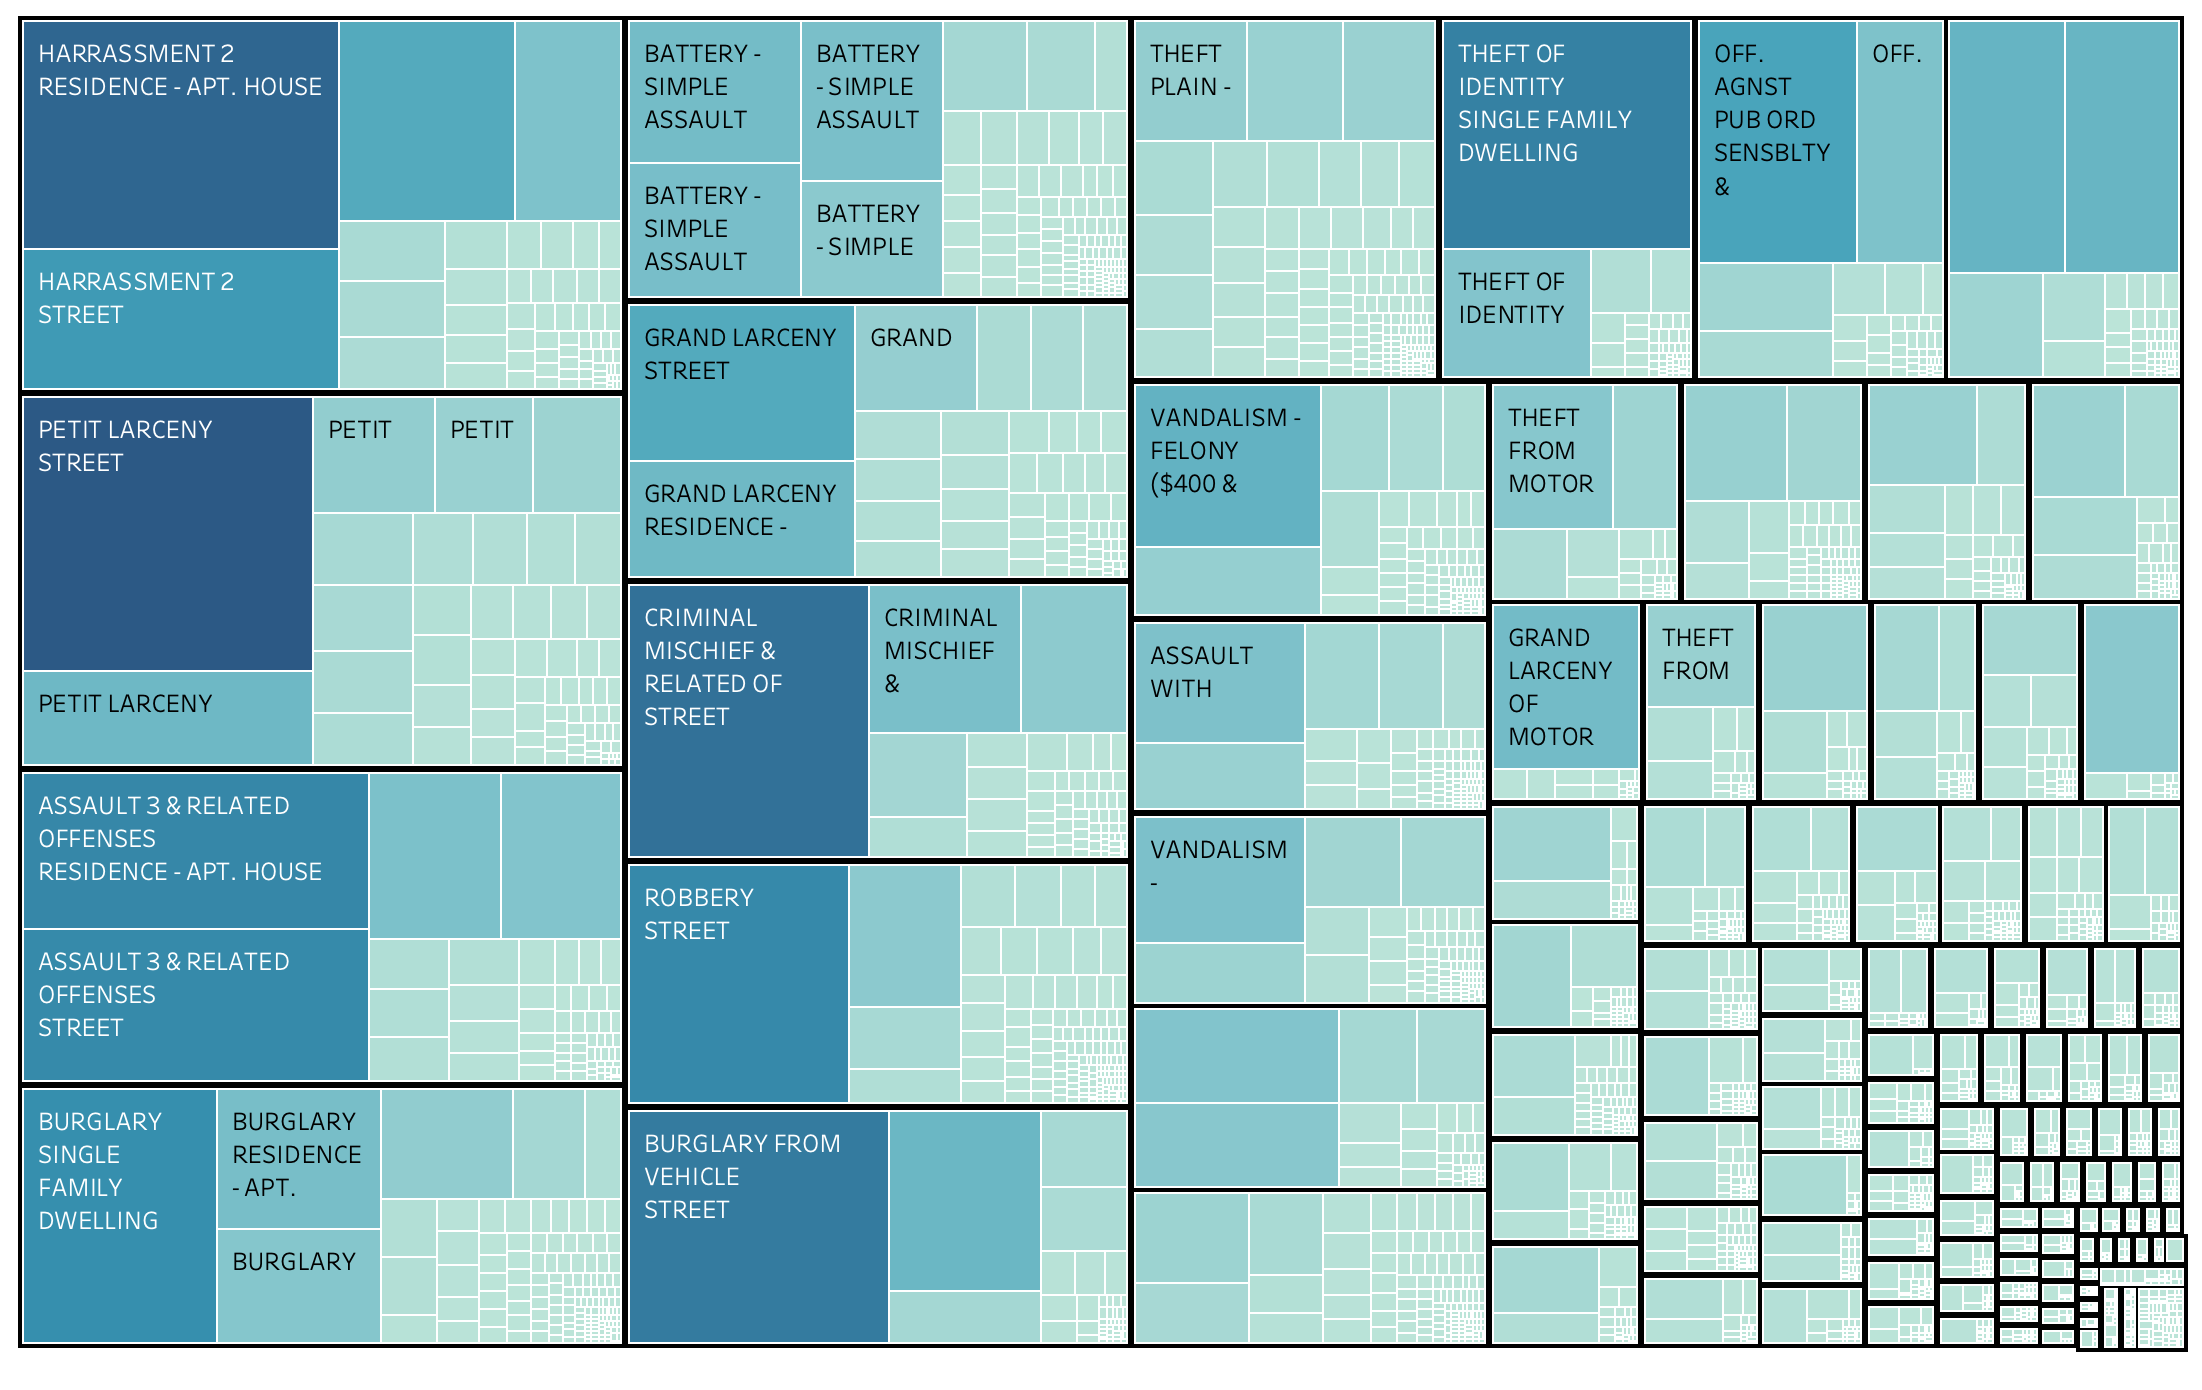 HARRASSMENT 2
RESIDENCE - APT. HOUSE
HARRASSMENT 2
STREET
PETIT LARCENY
STREET
PETIT
PETIT
PETIT LARCENY
ASSAULT 3 & RELATED
OFFENSES
RESIDENCE - APT. HOUSE
ASSAULT 3 & RELATED
OFFENSES
STREET
BURGLARY
SINGLE
FAMILY
DWELLING
BURGLARY
RESIDENCE
- APT.
BURGLARY
BATTERY -
SIMPLE
ASSAULT
BATTERY
- SIMPLE
ASSAULT
BATTERY -
SIMPLE
ASSAULT
BATTERY
- SIMPLE
GRAND LARCENY
STREET
GRAND
GRAND LARCENY
RESIDENCE -
CRIMINAL
MISCHIEF &
RELATED OF
STREET
CRIMINAL
MISCHIEF
&
ROBBERY
STREET
BURGLARY FROM
VEHICLE
STREET
THEFT
PLAIN -
THEFT OF
IDENTITY
SINGLE FAMILY
DWELLING
THEFT OF
IDENTITY
OFF.
AGNST
PUB ORD
SENSBLTY
&
OFF.
VANDALISM -
FELONY
($400 &
THEFT
FROM
MOTOR
ASSAULT
WITH
GRAND
LARCENY
OF
MOTOR
THEFT
FROM
VANDALISM
-